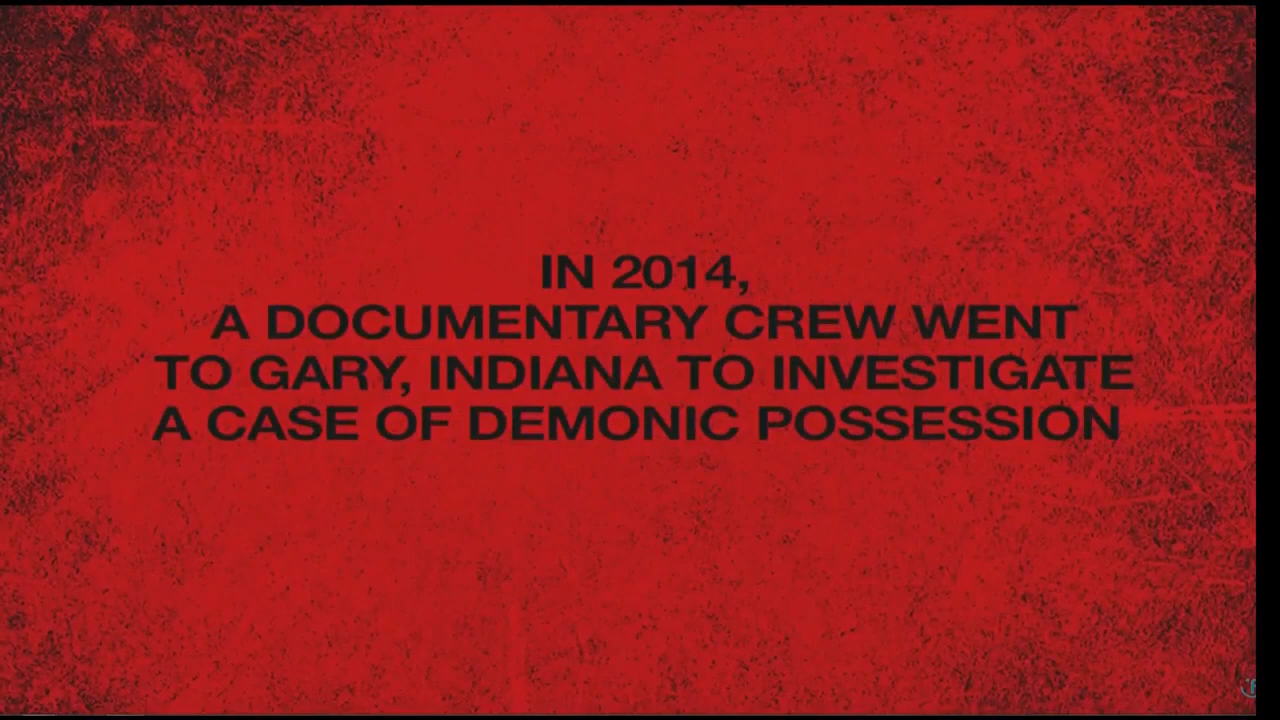 IN 2014,
A DOCUMENTARY CREW WENT
TO GARY, INDIANA TO INVESTIGATE
A CASE OF DEMONIC POSSESSION